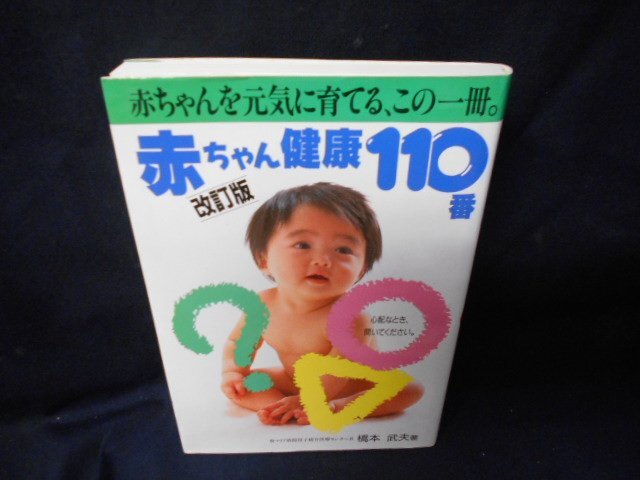 赤ちゃんを元気に育てる、この一冊。
赤ちゃん健康110番
改訂版
心配なとき、
開いてください。
橋本 武夫著